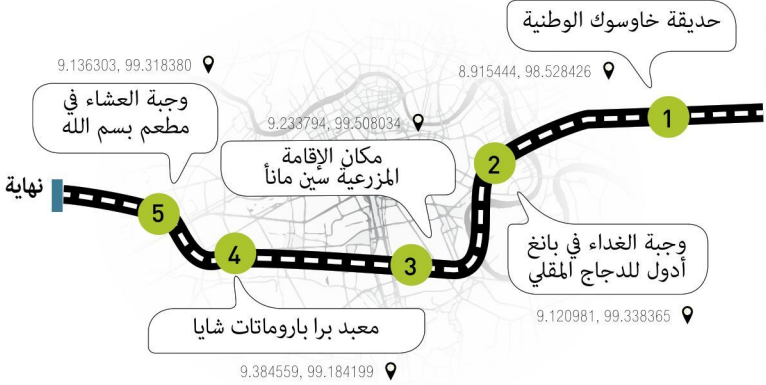 حديقة خاوسوك الوطنية
8.915444, 98.528426
1
2
وجبة الغداء في بانغ
أدول للدجاج المقلي
9.120981, 99.338365
9.233794, 99.508034
مكان الإقامة
المزرعية سين مانأ
3
4
معبد برا باروماتات شايا
9.384559, 99.184199
9.136303, 99.318380
وجبة العشاء في
مطعم بسم الله
5
نهاية